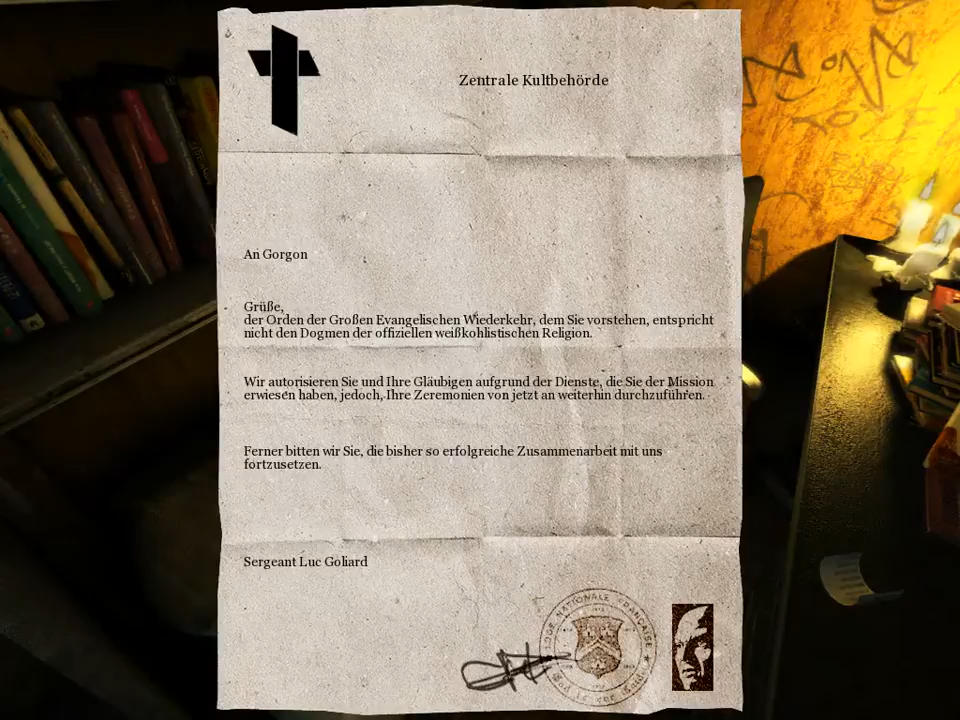 Zentrale Kultbehörde
An Gorgon
Grüße,
der Orden der Großen Evangelischen Wiederkehr, dem Sie vorstehen, entspricht
nicht den Dogmen der offiziellen weißkohlistischen Religion.
Wir autorisieren Sie und Ihre Gläubigen aufgrund der Dienste, die Sie der Mission
erwiesen haben, jedoch, Ihre Zeremonien von jetzt an weiterhin durchzuführen.
Ferner bitten wir Sie, die bisher so erfolgreiche Zusammenarbeit mit uns
fortzusetzen.
Sergeant Luc Goliard
NATIONALE FRANÇAISE